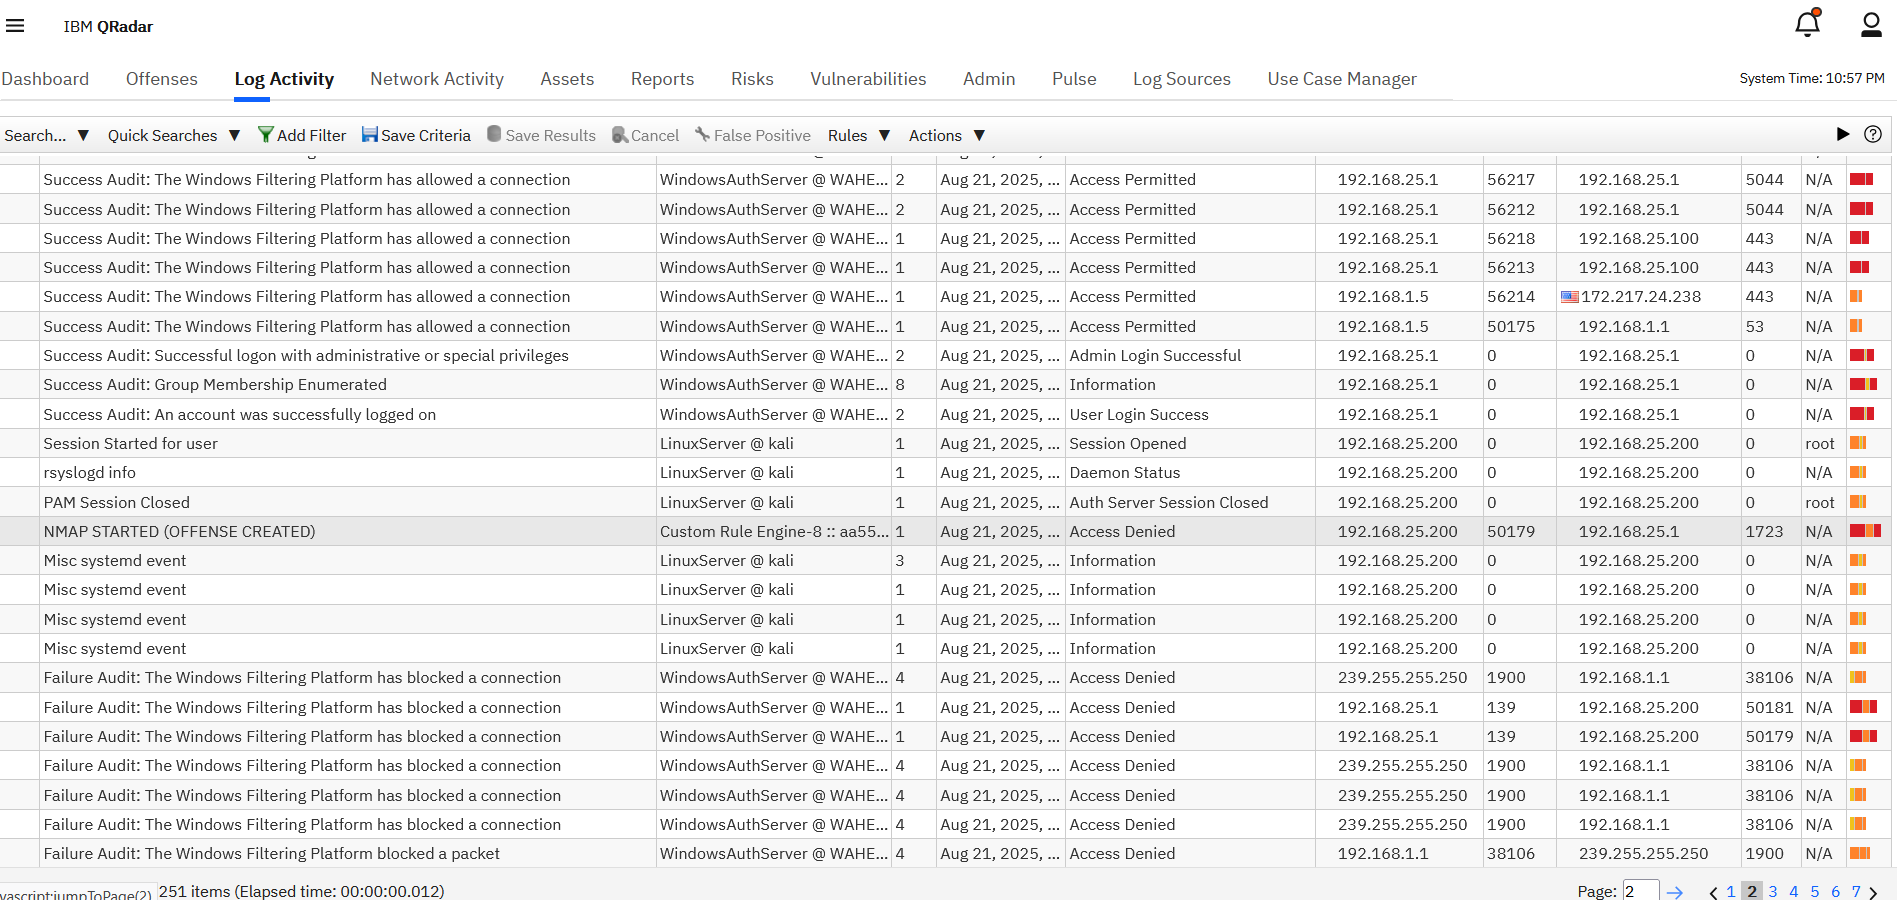 IBM QRadar
Dashboard Offenses Log Activity Network Activity Assets Reports Risks Vulnerabilities Admin Pulse Log Sources Use Case Manager System Time: 10:57 PM
Search... Quick Searches Add Filter Save Criteria Save Results Cancel False Positive Rules Actions
Success Audit: The Windows Filtering Platform has allowed a connection WindowsAuthServer @ WAHE... 2 Aug 21, 2025, ... Access Permitted 192.168.25.1 56217 192.168.25.1 5044 N/A
Success Audit: The Windows Filtering Platform has allowed a connection WindowsAuthServer @ WAHE... 2 Aug 21, 2025, ... Access Permitted 192.168.25.1 56212 192.168.25.1 5044 N/A
Success Audit: The Windows Filtering Platform has allowed a connection WindowsAuthServer @ WAHE... 1 Aug 21, 2025, ... Access Permitted 192.168.25.1 56218 192.168.25.100 443 N/A
Success Audit: The Windows Filtering Platform has allowed a connection WindowsAuthServer @ WAHE... 1 Aug 21, 2025, ... Access Permitted 192.168.25.1 56213 192.168.25.100 443 N/A
Success Audit: The Windows Filtering Platform has allowed a connection WindowsAuthServer @ WAHE... 1 Aug 21, 2025, ... Access Permitted 192.168.1.5 56214 172.217.24.238 443 N/A
Success Audit: The Windows Filtering Platform has allowed a connection WindowsAuthServer @ WAHE... 1 Aug 21, 2025, ... Access Permitted 192.168.1.5 50175 192.168.1.1 53 N/A
Success Audit: Successful logon with administrative or special privileges WindowsAuthServer @ WAHE... 2 Aug 21, 2025, ... Admin Login Successful 192.168.25.1 0 192.168.25.1 0 N/A
Success Audit: Group Membership Enumerated WindowsAuthServer @ WAHE... 8 Aug 21, 2025, ... Information 192.168.25.1 0 192.168.25.1 0 N/A
Success Audit: An account was successfully logged on WindowsAuthServer @ WAHE... 2 Aug 21, 2025, ... User Login Success 192.168.25.1 0 192.168.25.1 0 N/A
Session Started for user LinuxServer @ kali 1 Aug 21, 2025, ... Session Opened 192.168.25.200 0 192.168.25.200 0 root
rsyslogd info LinuxServer @ kali 1 Aug 21, 2025, ... Daemon Status 192.168.25.200 0 192.168.25.200 0 N/A
PAM Session Closed LinuxServer @ kali 1 Aug 21, 2025, ... Auth Server Session Closed 192.168.25.200 0 192.168.25.200 0 root
NMAP STARTED (OFFENSE CREATED) Custom Rule Engine-8 :: aa55... 1 Aug 21, 2025, ... Access Denied 192.168.25.200 50179 192.168.25.1 1723 N/A
Misc systemd event LinuxServer @ kali 3 Aug 21, 2025, ... Information 192.168.25.200 0 192.168.25.200 0 N/A
Misc systemd event LinuxServer @ kali 1 Aug 21, 2025, ... Information 192.168.25.200 0 192.168.25.200 0 N/A
Misc systemd event LinuxServer @ kali 1 Aug 21, 2025, ... Information 192.168.25.200 0 192.168.25.200 0 N/A
Misc systemd event LinuxServer @ kali 1 Aug 21, 2025, ... Information 192.168.25.200 0 192.168.25.200 0 N/A
Failure Audit: The Windows Filtering Platform has blocked a connection WindowsAuthServer @ WAHE... 4 Aug 21, 2025, ... Access Denied 239.255.255.250 1900 192.168.1.1 38106 N/A
Failure Audit: The Windows Filtering Platform has blocked a connection WindowsAuthServer @ WAHE... 1 Aug 21, 2025, ... Access Denied 192.168.25.1 139 192.168.25.200 50181 N/A
Failure Audit: The Windows Filtering Platform has blocked a connection WindowsAuthServer @ WAHE... 1 Aug 21, 2025, ... Access Denied 192.168.25.1 139 192.168.25.200 50179 N/A
Failure Audit: The Windows Filtering Platform has blocked a connection WindowsAuthServer @ WAHE... 4 Aug 21, 2025, ... Access Denied 239.255.255.250 1900 192.168.1.1 38106 N/A
Failure Audit: The Windows Filtering Platform has blocked a connection WindowsAuthServer @ WAHE... 4 Aug 21, 2025, ... Access Denied 239.255.255.250 1900 192.168.1.1 38106 N/A
Failure Audit: The Windows Filtering Platform has blocked a connection WindowsAuthServer @ WAHE... 4 Aug 21, 2025, ... Access Denied 239.255.255.250 1900 192.168.1.1 38106 N/A
Failure Audit: The Windows Filtering Platform blocked a packet WindowsAuthServer @ WAHE... 4 Aug 21, 2025, ... Access Denied 192.168.1.1 38106 239.255.255.250 1900 N/A
vascript:jumpToPage(2) 251 items (Elapsed time: 00:00:00.012) Page: 2 1 2 3 4 5 6 7